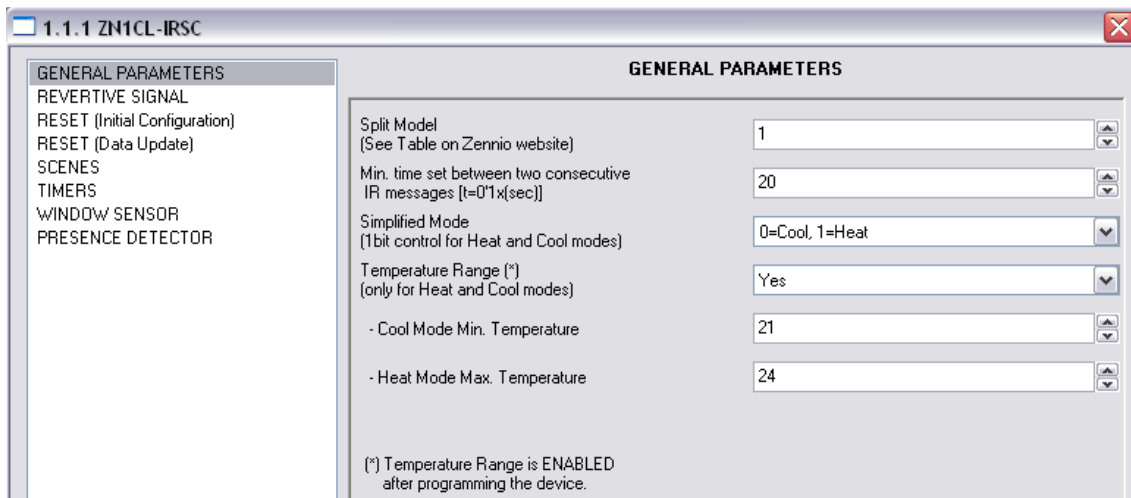 1.1.1 ZN1CL-IRSC
GENERAL PARAMETERS
REVERTIVE SIGNAL
RESET (Initial Configuration)
RESET (Data Update)
SCENES
TIMERS
WINDOW SENSOR
PRESENCE DETECTOR
GENERAL PARAMETERS
Split Model
(See Table on Zennio website)
1
Min. time set between two consecutive
IR messages [t=0'1x(sec)]
20
Simplified Mode
(1bit control for Heat and Cool modes)
0=Cool, 1=Heat
Temperature Range (*)
(only for Heat and Cool modes)
Yes
- Cool Mode Min. Temperature
21
- Heat Mode Max. Temperature
24
(*) Temperature Range is ENABLED
after programming the device.